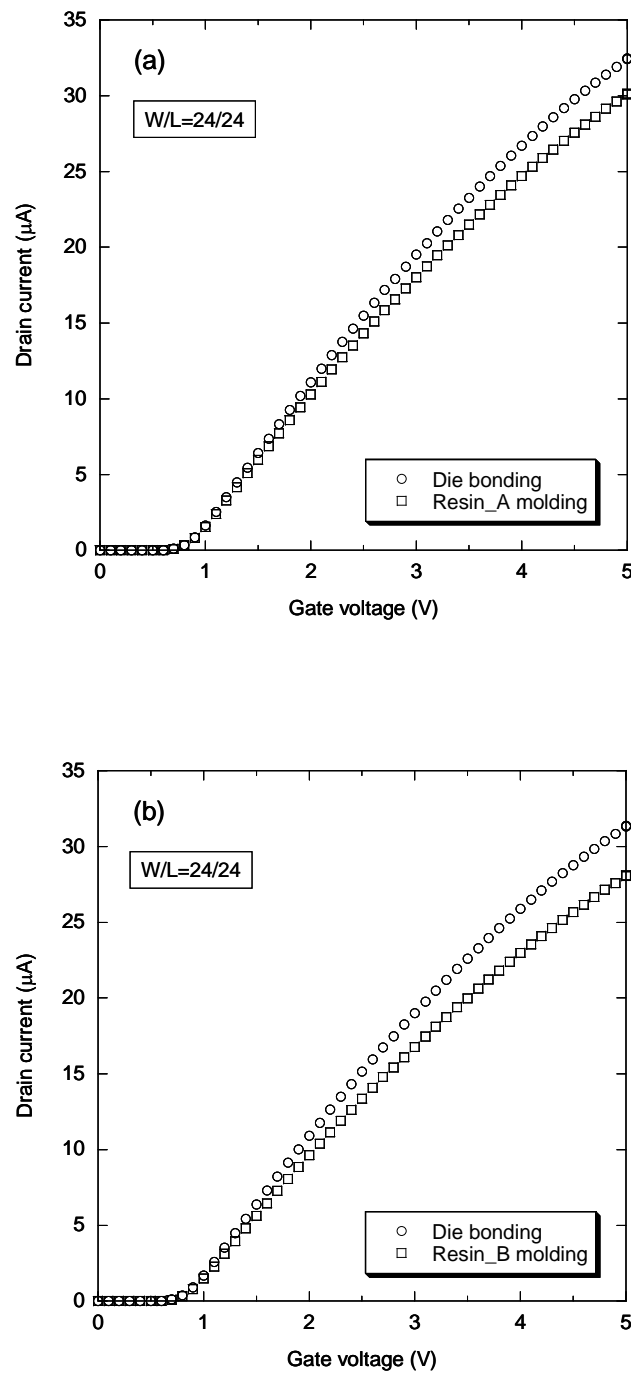 (a)
W/L=24/24
35
30
25
20
15
10
5
0
Drain current (μA)
Die bonding
Resin_A molding
0 1 2 3 4 5
Gate voltage (V)
(b)
W/L=24/24
35
30
25
20
15
10
5
0
Drain current (μA)
Die bonding
Resin_B molding
0 1 2 3 4 5
Gate voltage (V)